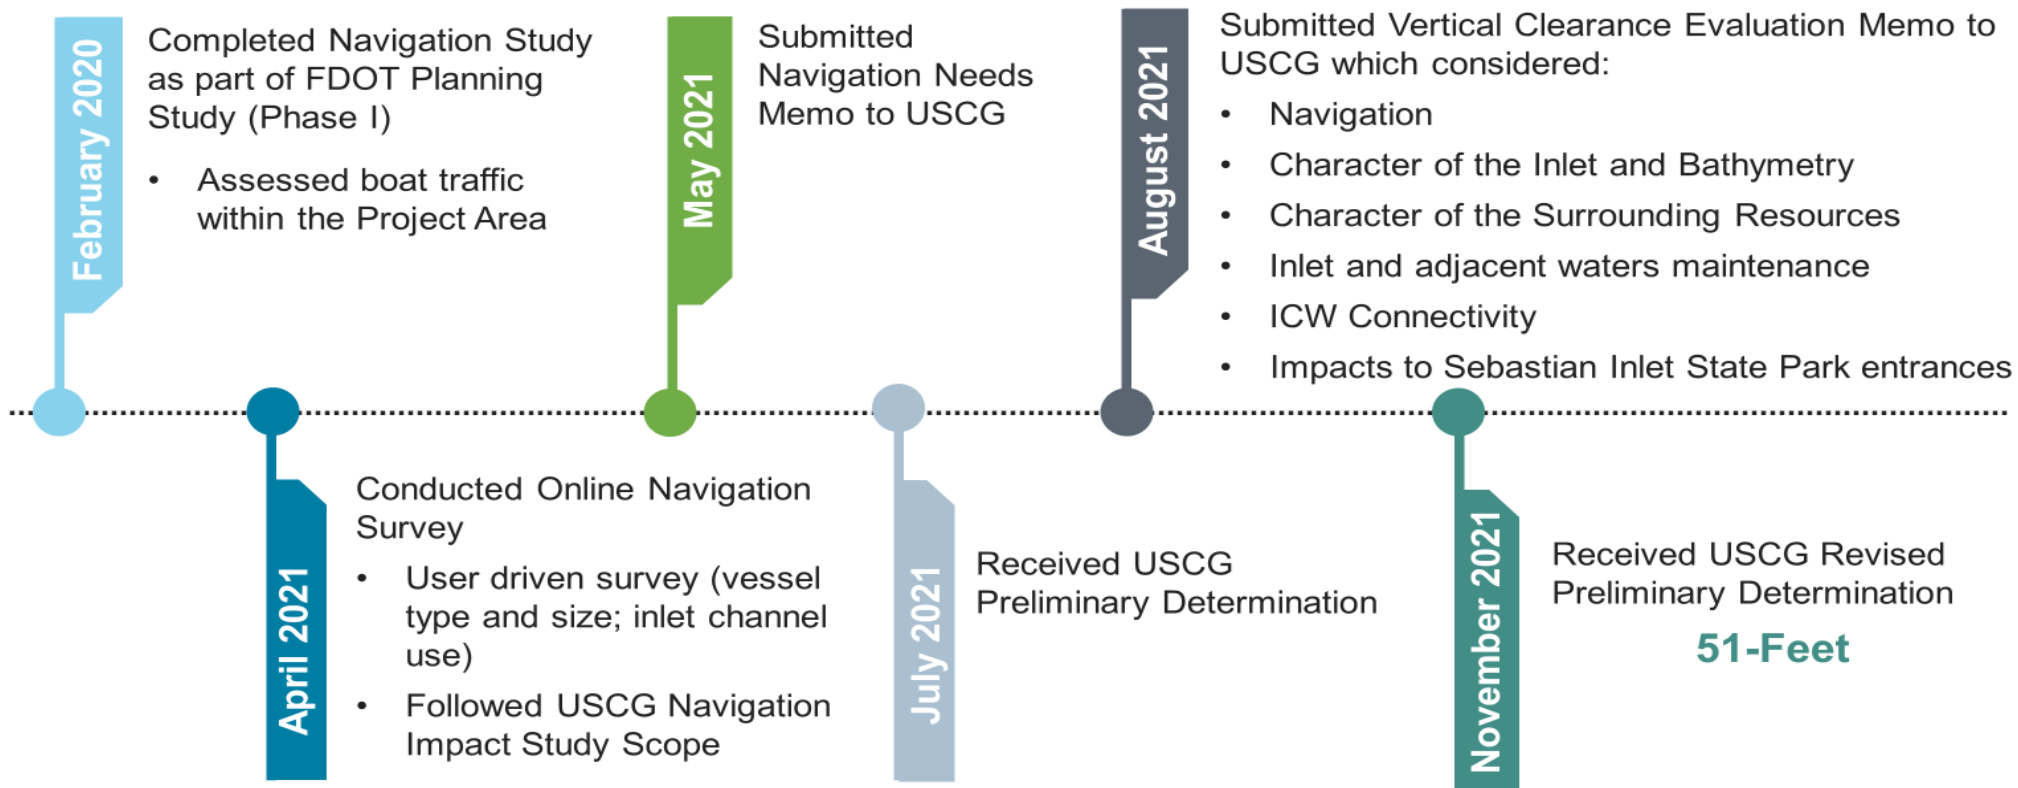 February 2020
Completed Navigation Study
as part of FDOT Planning
Study (Phase I)
• Assessed boat traffic
within the Project Area
April 2021
Conducted Online Navigation
Survey
• User driven survey (vessel
type and size; inlet channel
use)
• Followed USCG Navigation
Impact Study Scope
May 2021
Submitted
Navigation Needs
Memo to USCG
July 2021
Received USCG
Preliminary Determination
August 2021
Submitted Vertical Clearance Evaluation Memo to
USCG which considered:
• Navigation
• Character of the Inlet and Bathymetry
• Character of the Surrounding Resources
• Inlet and adjacent waters maintenance
• ICW Connectivity
• Impacts to Sebastian Inlet State Park entrances
November 2021
Received USCG Revised
Preliminary Determination
51-Feet